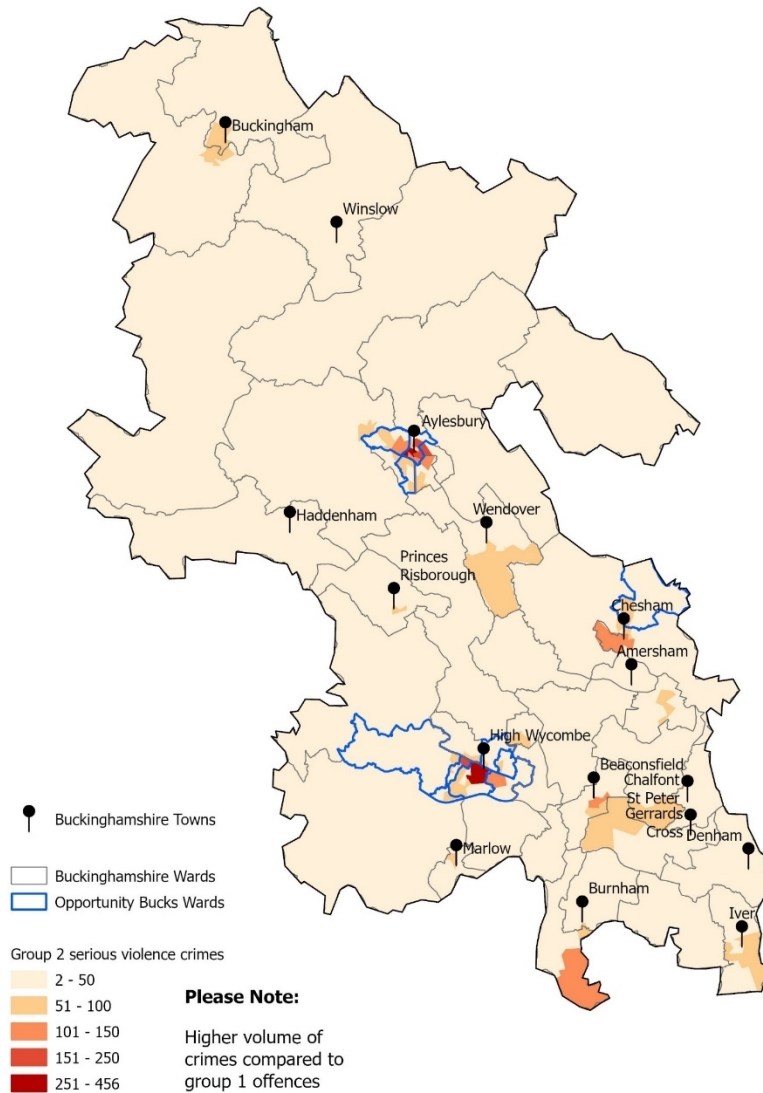 Buckingham
Winslow
Aylesbury
Haddenham
Wendover
Princes
Risborough
Chesham
Amersham
High Wycombe
Beaconsfield
Chalfont
St Peter
Gerrards
Cross
Denham
Marlow
Burnham
Iver
Buckinghamshire Towns
Buckinghamshire Wards
Opportunity Bucks Wards
Group 2 serious violence crimes
2 - 50
51 - 100
101 - 150
151 - 250
251 - 456
Please Note:
Higher volume of
crimes compared to
group 1 offences